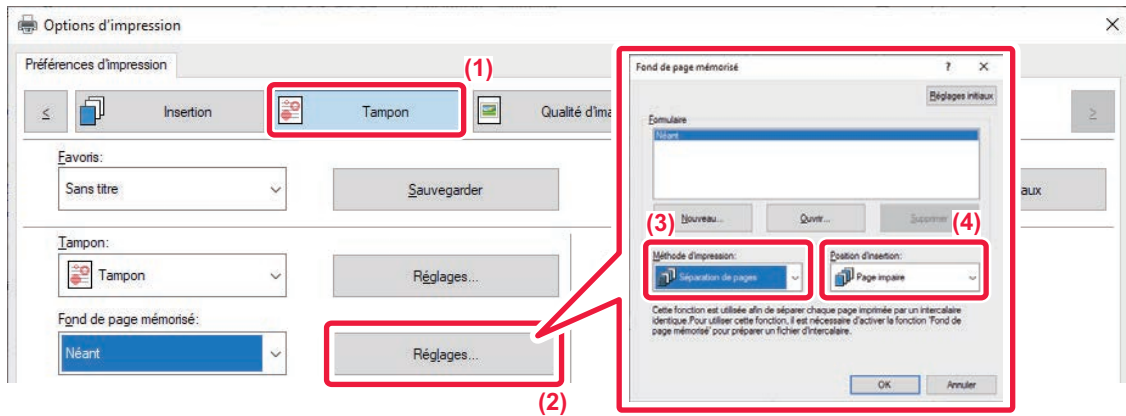 Options d'impression
Préférences d'impression
(1)
Insertion
Tampon
Qualité d'ima
Favoris:
Sans titre
Sauvegarder
aux
Tampon:
Tampon
Réglages...
Fond de page mémorisé:
Néant
Réglages...
(2)
Fond de page mémorisé
?
Réglages initiaux
Formulaire
Néant
Nouveau...
Ouvrir...
Supprimer
(3)
(4)
Méthode d'impression:
Séparation de pages
Position d'insertion:
Page impaire
Cette fonction est utilisée afin de séparer chaque page imprimée par un intercalaire
identique.Pour utiliser cette fonction, il est nécessaire d'activer la fonction 'Fond de
page mémorisé' pour préparer un fichier d'intercalaire.
OK
Annuler